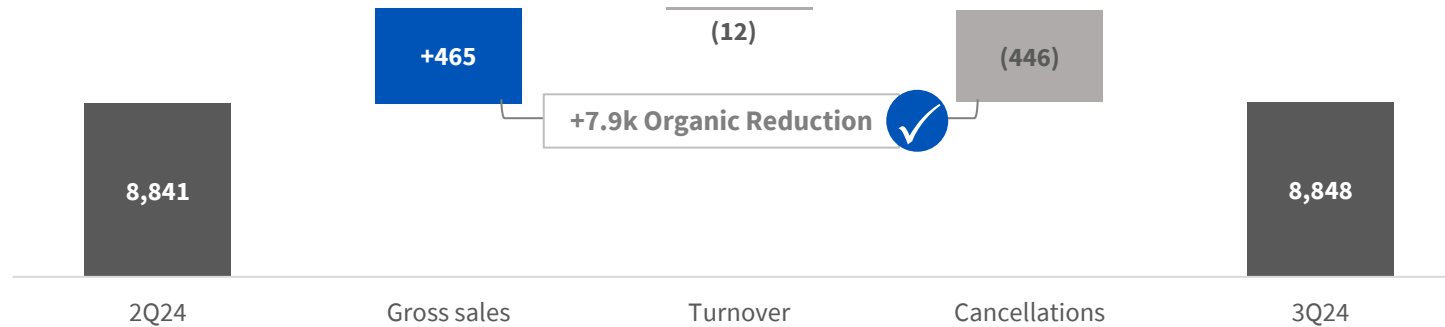 (12)
+465
(446)
+7.9k Organic Reduction
8,841
8,848
2Q24
Gross sales
Turnover
Cancellations
3Q24